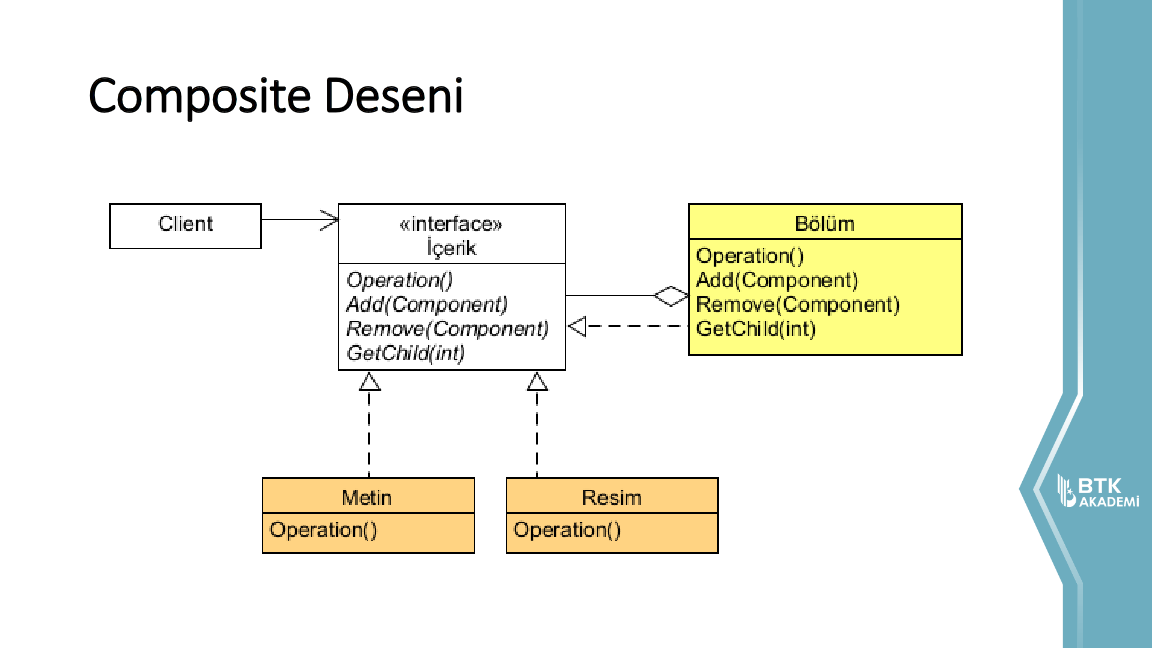 Composite Deseni
Client
«interface»
İçerik
Operation()
Add(Component)
Remove(Component)
GetChild(int)
Bölüm
Operation()
Add(Component)
Remove(Component)
GetChild(int)
Metin
Operation()
Resim
Operation()
BTK
AKADEMİ